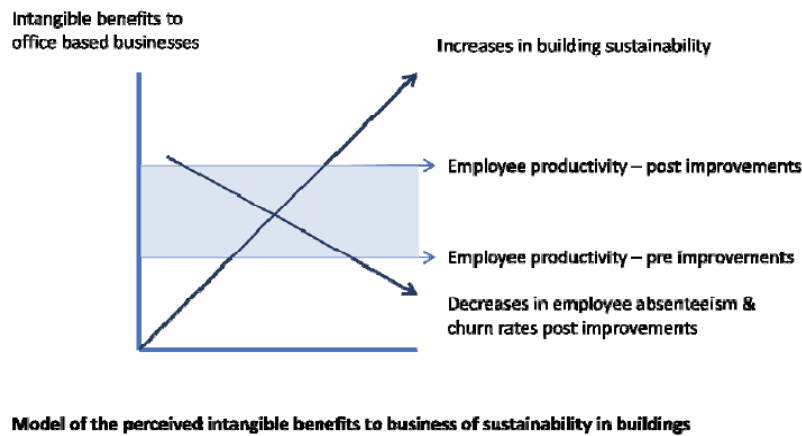 Intangible benefits to
office based businesses
Increases in building sustainability
Employee productivity – post improvements
Employee productivity – pre improvements
Decreases in employee absenteeism &
churn rates post improvements
Model of the perceived intangible benefits to business of sustainability in buildings